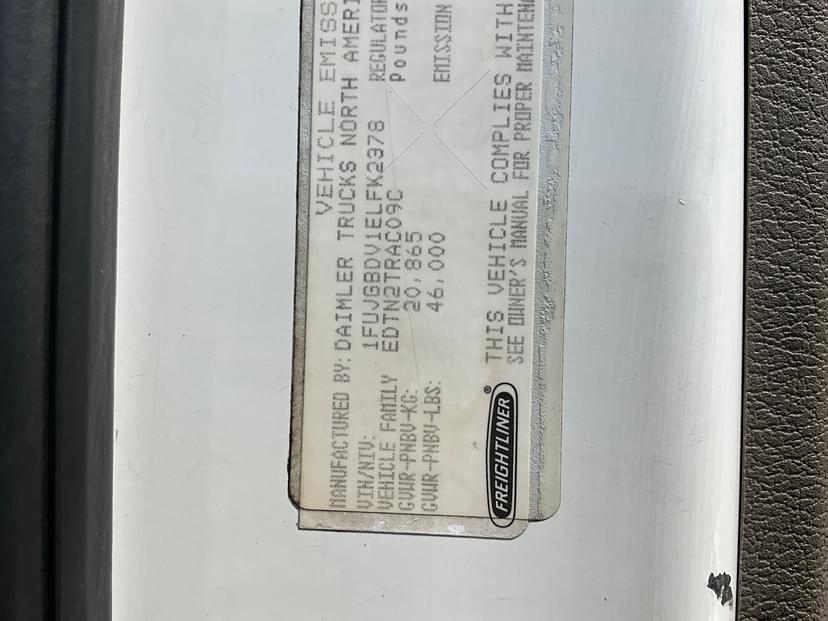 VEHICLE EMISS
MANUFACTURED BY: DAIMLER TRUCKS NORTH AMERI
VIN/NIV: 1FUJGBDV1ELFK2378 REGULATOR
VEHICLE FAMILY EDTN2TRAC09C Pounds
GVWR-PNBV-KG: 20,865
GVWR-PNBV-LBS: 46,000 EMISSION
THIS VEHICLE COMPLIES WITH
SEE OWNER'S MANUAL FOR PROPER MAINTENA
FREIGHTLINER®